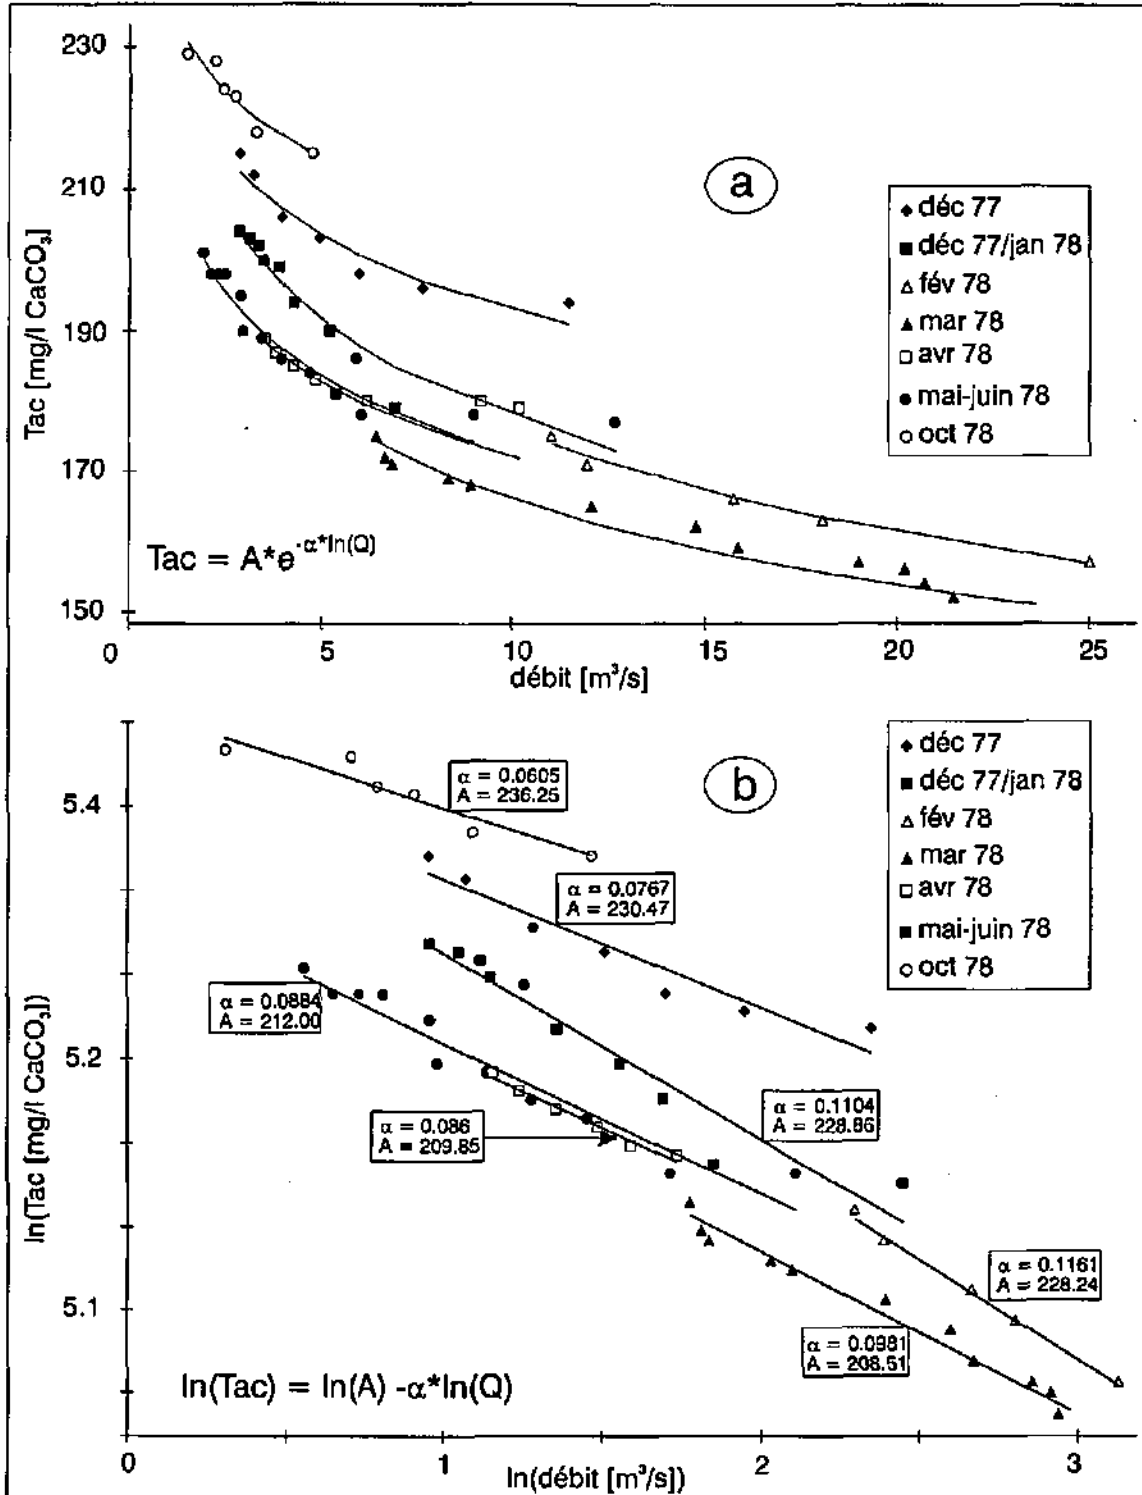 230
210
190
170
150
Tac [mg/l CaCO₃]
a
◆ déc 77
■ déc 77/jan 78
△ fév 78
▲ mar 78
□ avr 78
● mai-juin 78
○ oct 78
Tac = A*e^-α*ln(Q)
0 5 10 15 20 25
débit [m³/s]
b
◆ déc 77
■ déc 77/jan 78
△ fév 78
▲ mar 78
□ avr 78
■ mai-juin 78
○ oct 78
5.4
5.2
5.1
ln(Tac [mg/l CaCO₃])
α = 0.0605
A = 236.25
α = 0.0767
A = 230.47
α = 0.0884
A = 212.00
α = 0.086
A = 209.85
α = 0.1104
A = 228.86
α = 0.1161
A = 228.24
α = 0.0981
A = 208.51
ln(Tac) = ln(A) -α*ln(Q)
0 1 2 3
ln(débit [m³/s])